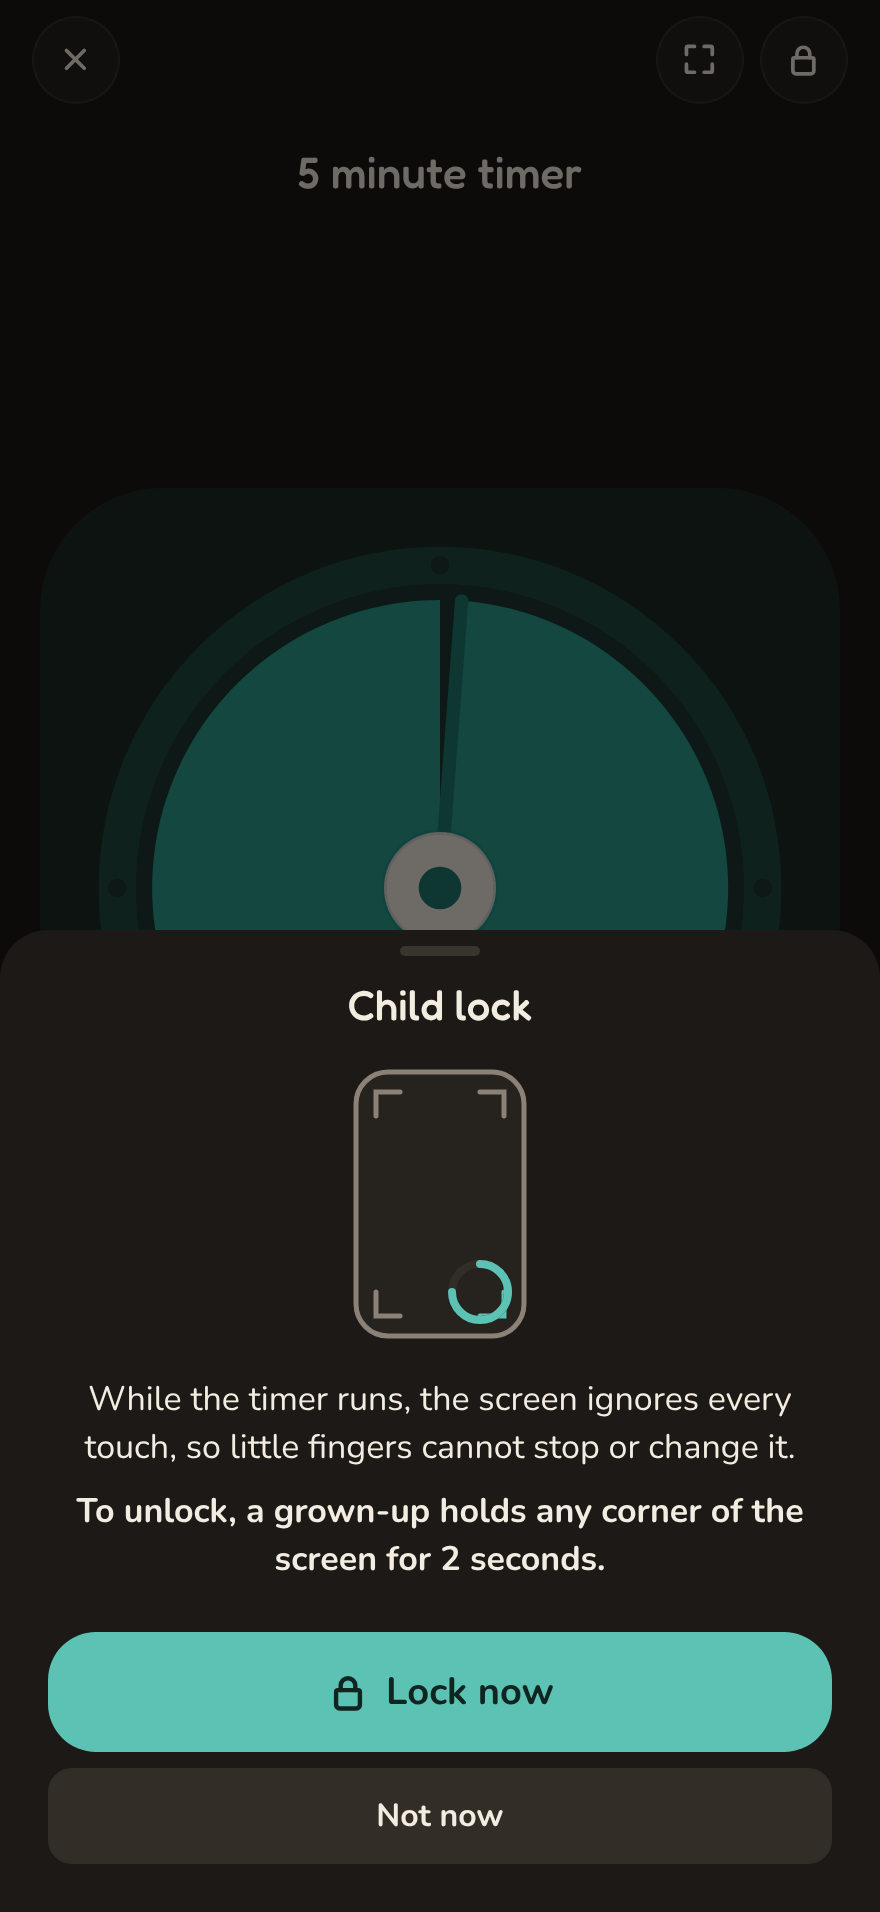 5 minute timer
Child lock
While the timer runs, the screen ignores every
touch, so little fingers cannot stop or change it.
To unlock, a grown-up holds any corner of the
screen for 2 seconds.
Lock now
Not now